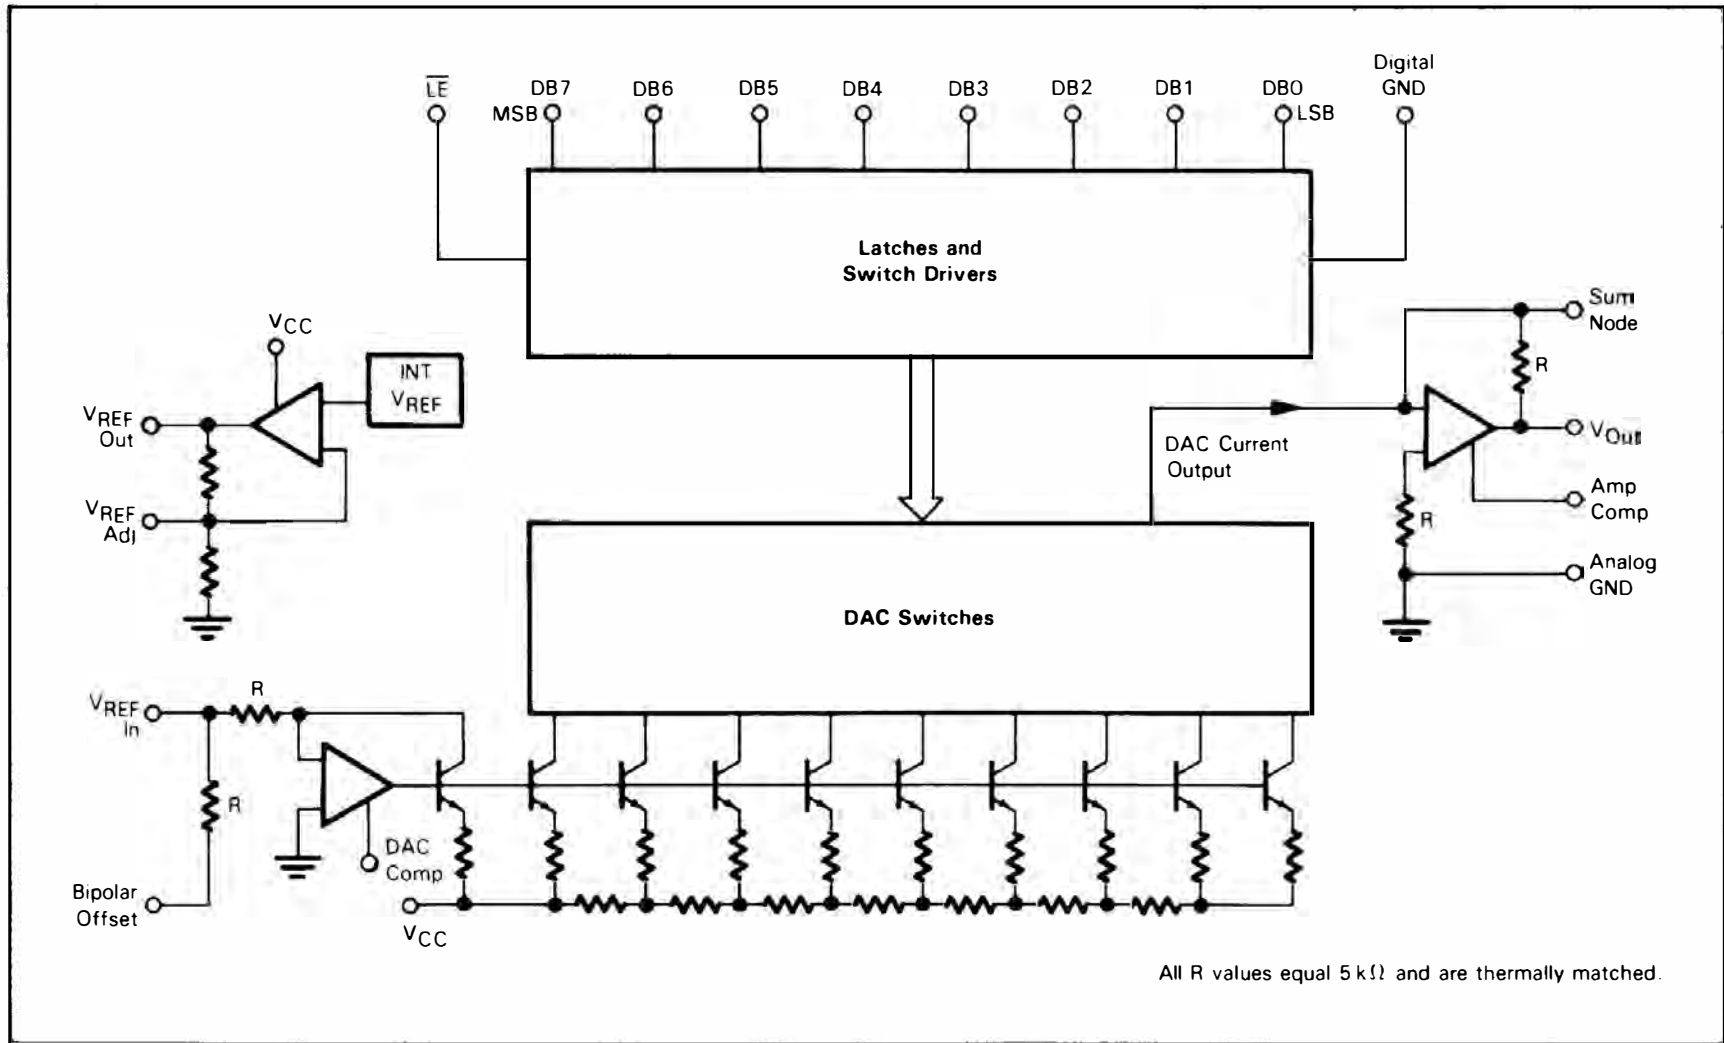 LE DB7 DB6 DB5 DB4 DB3 DB2 DB1 DB0 Digital
GND
MSB
LSB
Latches and
Switch Drivers
VCC
INT
VREF
VREF
Out
VREF
Adj
Sum
Node
R
VOut
DAC Current
Output
Amp
Comp
R
Analog
GND
DAC Switches
VREF
In
R
R
DAC
Comp
Bipolar
Offset
VCC
All R values equal 5 kΩ and are thermally matched.